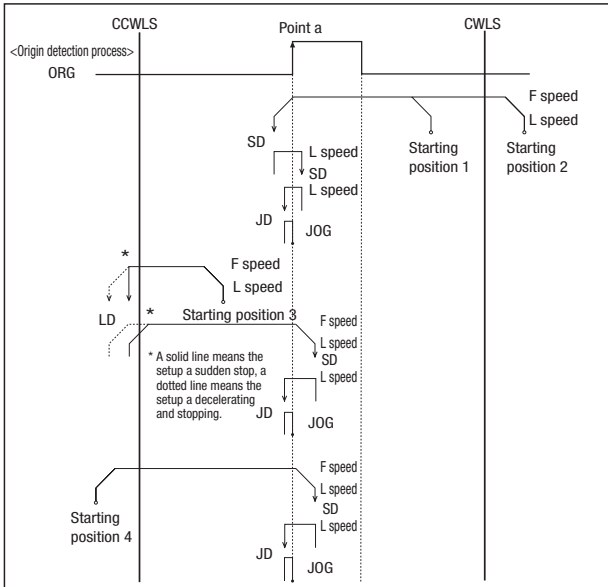 CCWLS
Point a
CWLS
<Origin detection process>
ORG
F speed
L speed
SD
Starting
position 1
Starting
position 2
L speed
SD
L speed
JD
JOG
*
F speed
L speed
LD
*
Starting position 3
F speed
L speed
SD
* A solid line means the
setup a sudden stop, a
dotted line means the
setup a decelerating
and stopping.
L speed
JD
JOG
F speed
L speed
SD
Starting
position 4
L speed
JD
JOG